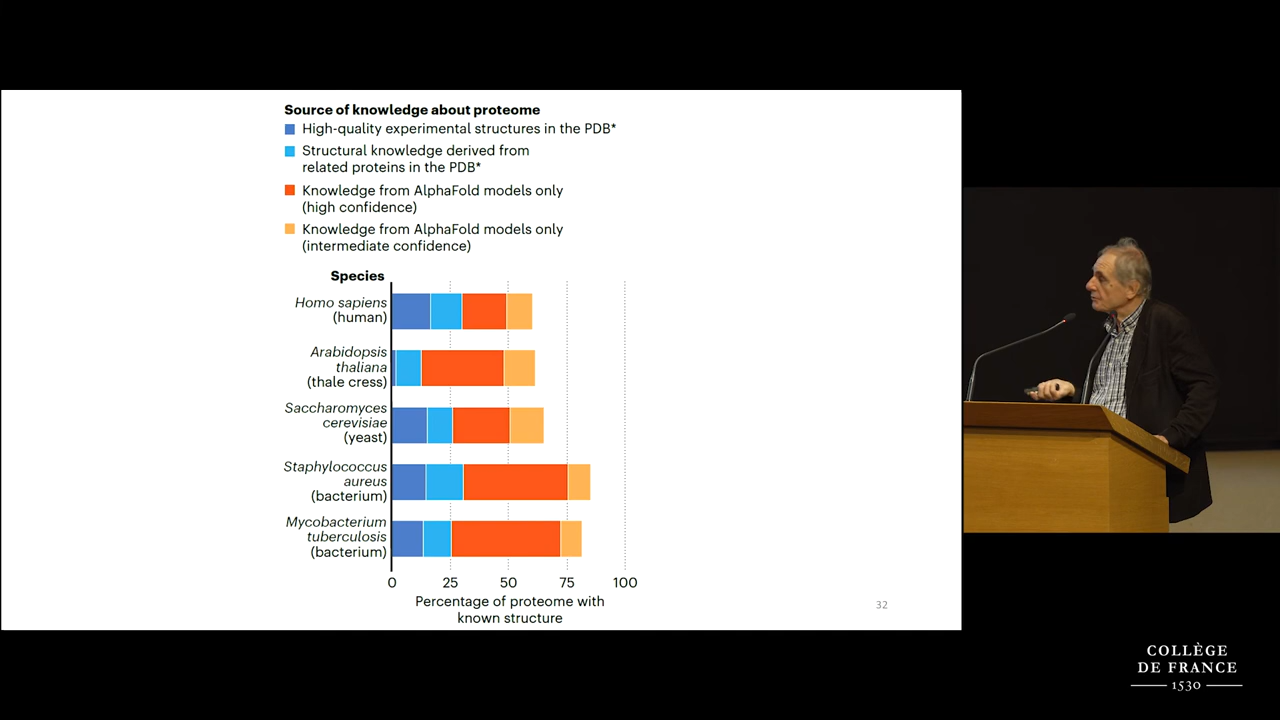 Source of knowledge about proteome
High-quality experimental structures in the PDB*
Structural knowledge derived from
related proteins in the PDB*
Knowledge from AlphaFold models only
(high confidence)
Knowledge from AlphaFold models only
(intermediate confidence)
Species
Homo sapiens
(human)
Arabidopsis
thaliana
(thale cress)
Saccharomyces
cerevisiae
(yeast)
Staphylococcus
aureus
(bacterium)
Mycobacterium
tuberculosis
(bacterium)
0 25 50 75 100
Percentage of proteome with
known structure
32
COLLÈGE
DE FRANCE
1530